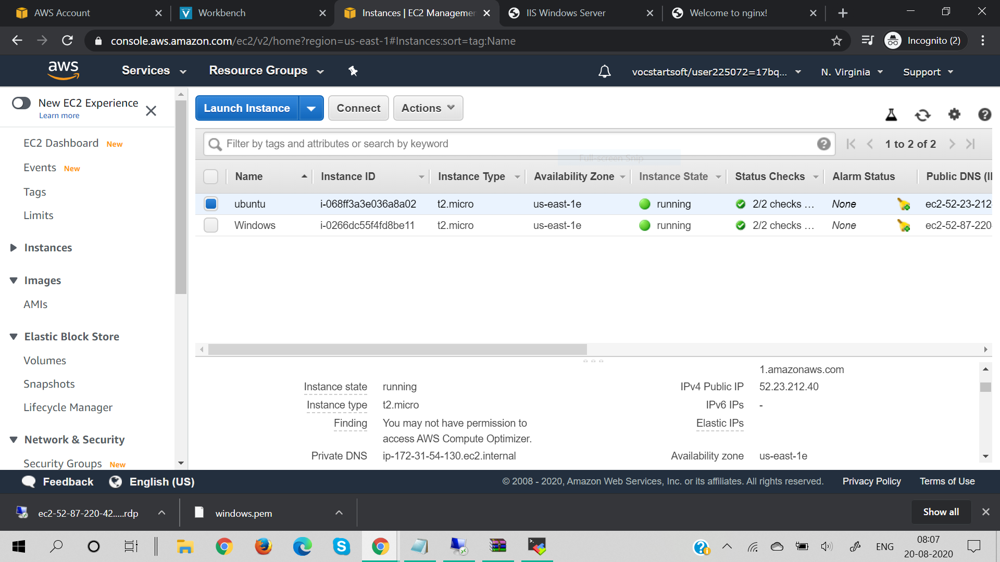 AWS Account
Workbench
Instances | EC2 Manageme
IIS Windows Server
Welcome to nginx!
console.aws.amazon.com/ec2/v2/home?region=us-east-1#Instances:sort=tag:Name
Incognito (2)
aws
Services
Resource Groups
vocstartsoft/user225072=17bq...
N. Virginia
Support
New EC2 Experience
Learn more
EC2 Dashboard New
Events New
Tags
Limits
Instances
Images
AMIs
Elastic Block Store
Volumes
Snapshots
Lifecycle Manager
Network & Security
Security Groups New
Launch Instance
Connect
Actions
Filter by tags and attributes or search by keyword
1 to 2 of 2
Full-screen Snip
Name Instance ID Instance Type Availability Zone Instance State Status Checks Alarm Status Public DNS (I
ubuntu i-068ff3a3e036a8a02 t2.micro us-east-1e running 2/2 checks ... None ec2-52-23-212
Windows i-0266dc55f4fd8be11 t2.micro us-east-1e running 2/2 checks ... None ec2-52-87-220
1.amazonaws.com
Instance state running IPv4 Public IP 52.23.212.40
Instance type t2.micro IPv6 IPs -
Finding You may not have permission to access AWS Compute Optimizer. Elastic IPs
Private DNS ip-172-31-54-130.ec2.internal Availability zone us-east-1e
Feedback
English (US)
© 2008 - 2020, Amazon Web Services, Inc. or its affiliates. All rights reserved.
Privacy Policy
Terms of Use
ec2-52-87-220-42.....rdp
windows.pem
Show all
ENG
08:07
20-08-2020